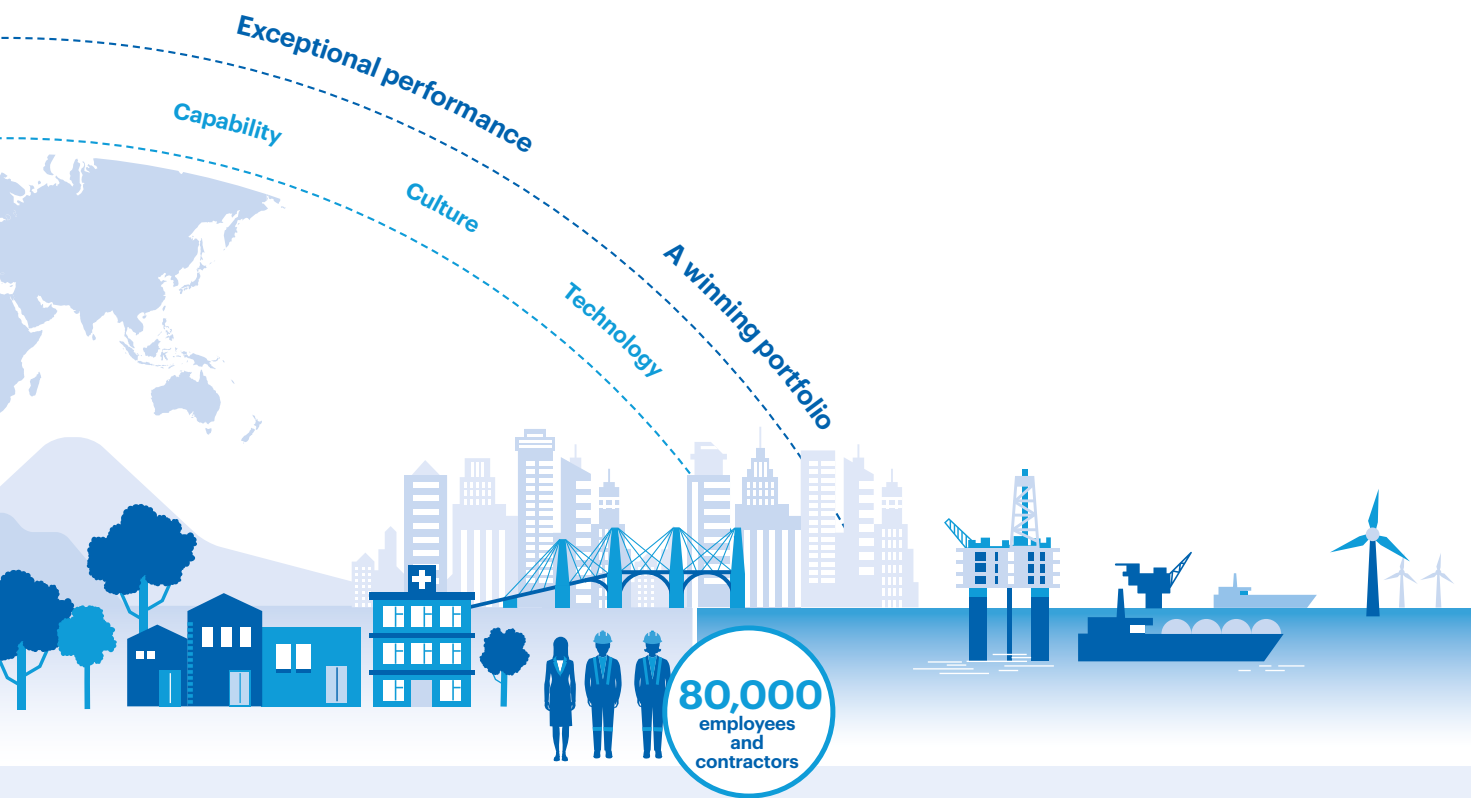 Exceptional performance
Capability
Culture
A winning portfolio
Technology
80,000
employees
and
contractors